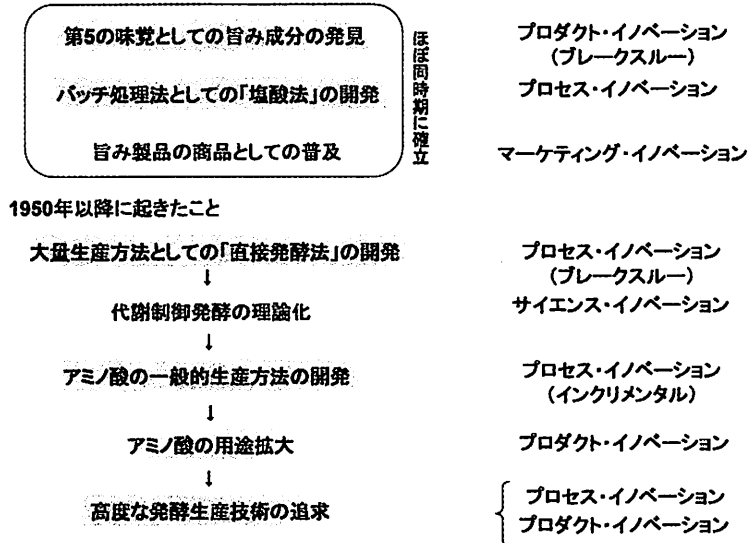 第5の味覚としての旨み成分の発見
プロダクト・イノベーション
(ブレークスルー)
バッチ処理法としての「塩酸法」の開発
プロセス・イノベーション
旨み製品の商品としての普及
マーケティング・イノベーション
ほぼ同時期に確立
1950年以降に起きたこと
大量生産方法としての「直接発酵法」の開発
プロセス・イノベーション
(ブレークスルー)
↓
代謝制御発酵の理論化
サイエンス・イノベーション
↓
アミノ酸の一般的生産方法の開発
プロセス・イノベーション
(インクリメンタル)
↓
アミノ酸の用途拡大
プロダクト・イノベーション
↓
高度な発酵生産技術の追求
プロセス・イノベーション
プロダクト・イノベーション